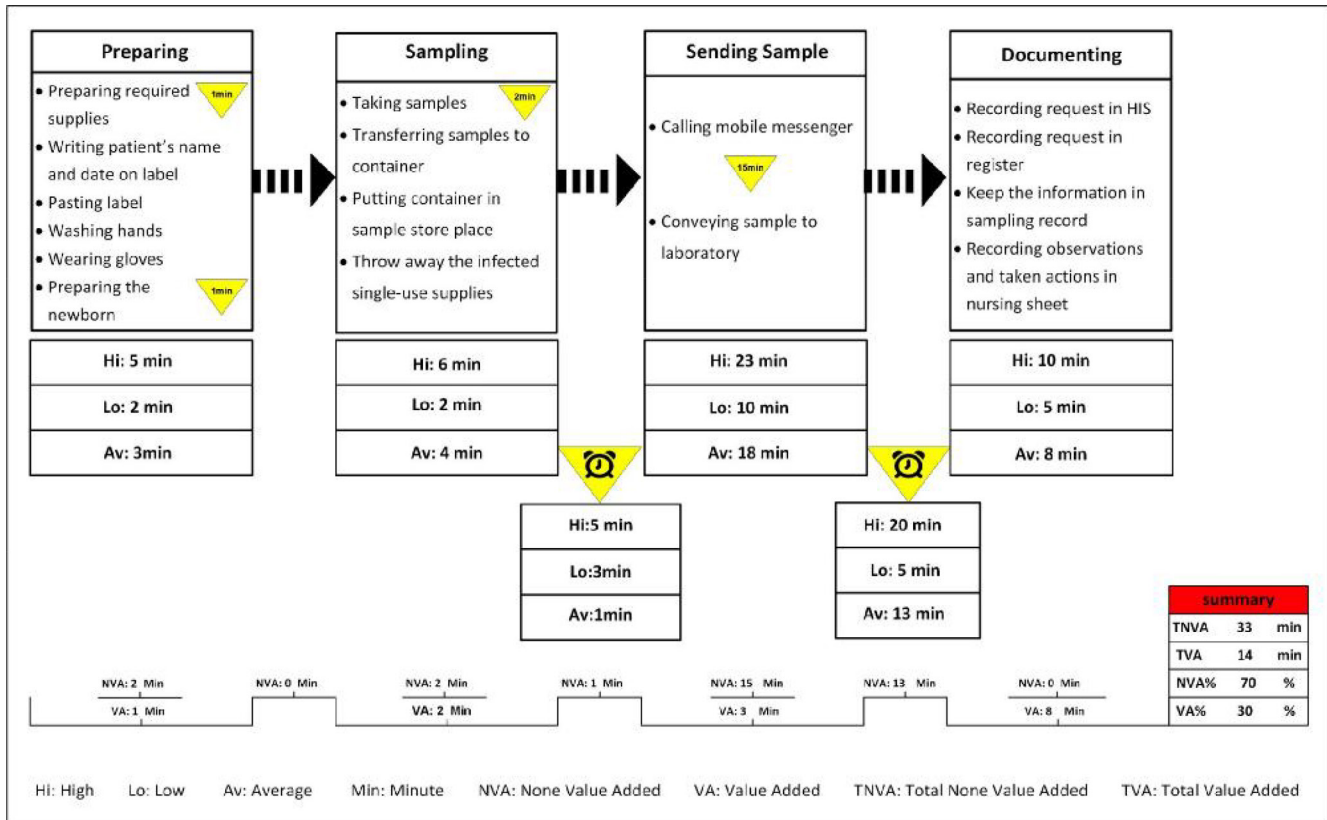 Preparing
• Preparing required
supplies
1min
• Writing patient's name
and date on label
• Pasting label
• Washing hands
• Wearing gloves
• Preparing the
newborn
1min
Hi: 5 min
Lo: 2 min
Av: 3min
Sampling
2min
• Taking samples
• Transferring samples to
container
• Putting container in
sample store place
• Throw away the infected
single-use supplies
Hi: 6 min
Lo: 2 min
Av: 4 min
Hi:5 min
Lo:3min
Av:1min
Sending Sample
• Calling mobile messenger
15min
• Conveying sample to
laboratory
Hi: 23 min
Lo: 10 min
Av: 18 min
Hi: 20 min
Lo: 5 min
Av: 13 min
Documenting
• Recording request in HIS
• Recording request in
register
• Keep the information in
sampling record
• Recording observations
and taken actions in
nursing sheet
Hi: 10 min
Lo: 5 min
Av: 8 min
summary
TNVA 33 min
TVA 14 min
NVA% 70 %
VA% 30 %
NVA: 2 Min
VA: 1 Min
NVA: 0 Min
NVA: 2 Min
VA: 2 Min
NVA: 1 Min
NVA: 15 Min
VA: 3 Min
NVA: 13 Min
NVA: 0 Min
VA: 8 Min
Hi: High Lo: Low Av: Average Min: Minute NVA: None Value Added VA: Value Added TNVA: Total None Value Added TVA: Total Value Added